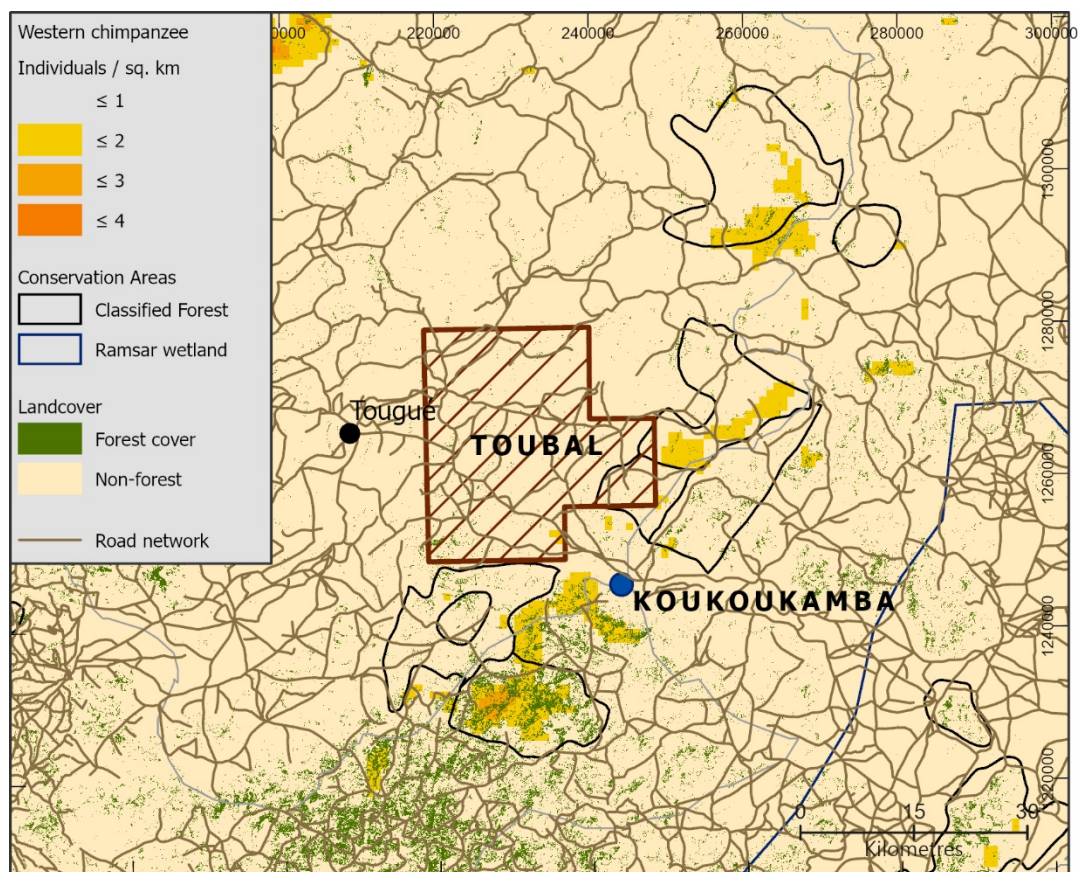 Western chimpanzee
Individuals / sq. km
≤ 1
≤ 2
≤ 3
≤ 4
Conservation Areas
Classified Forest
Ramsar wetland
Landcover
Forest cover
Non-forest
Road network
0000
220000
240000
260000
280000
300000
1300000
1280000
1260000
1240000
1220000
Tougue
TOUBAL
KOUKOUKAMBA
0 15 30
Kilometres